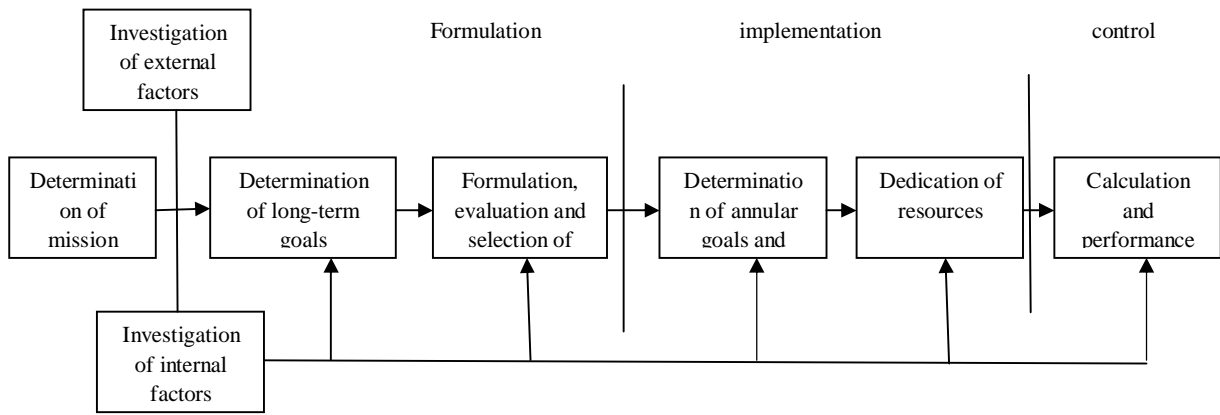 Investigation
of external
factors
Formulation
implementation
control
Determinati
on of
mission
Determination
of long-term
goals
Formulation,
evaluation and
selection of
Determinatio
n of annular
goals and
Dedication of
resources
Calculation
and
performance
Investigation
of internal
factors